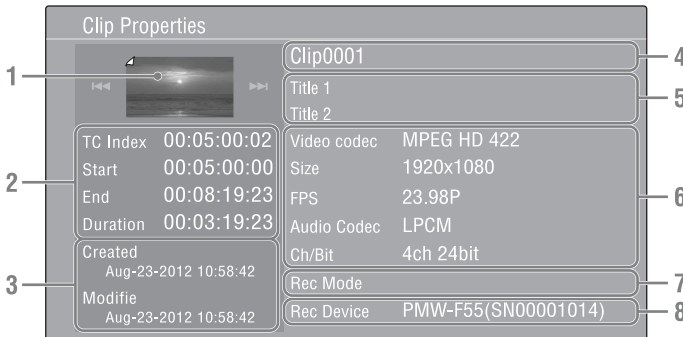 Clip Properties
1
Clip0001
4
Title 1
5
Title 2
2
TC Index 00:05:00:02
Start 00:05:00:00
End 00:08:19:23
Duration 00:03:19:23
Video codec MPEG HD 422
Size 1920x1080
FPS 23.98P
Audio Codec LPCM
Ch/Bit 4ch 24bit
6
3
Created
Aug-23-2012 10:58:42
Modifie
Aug-23-2012 10:58:42
Rec Mode
7
Rec Device PMW-F55(SN00001014)
8